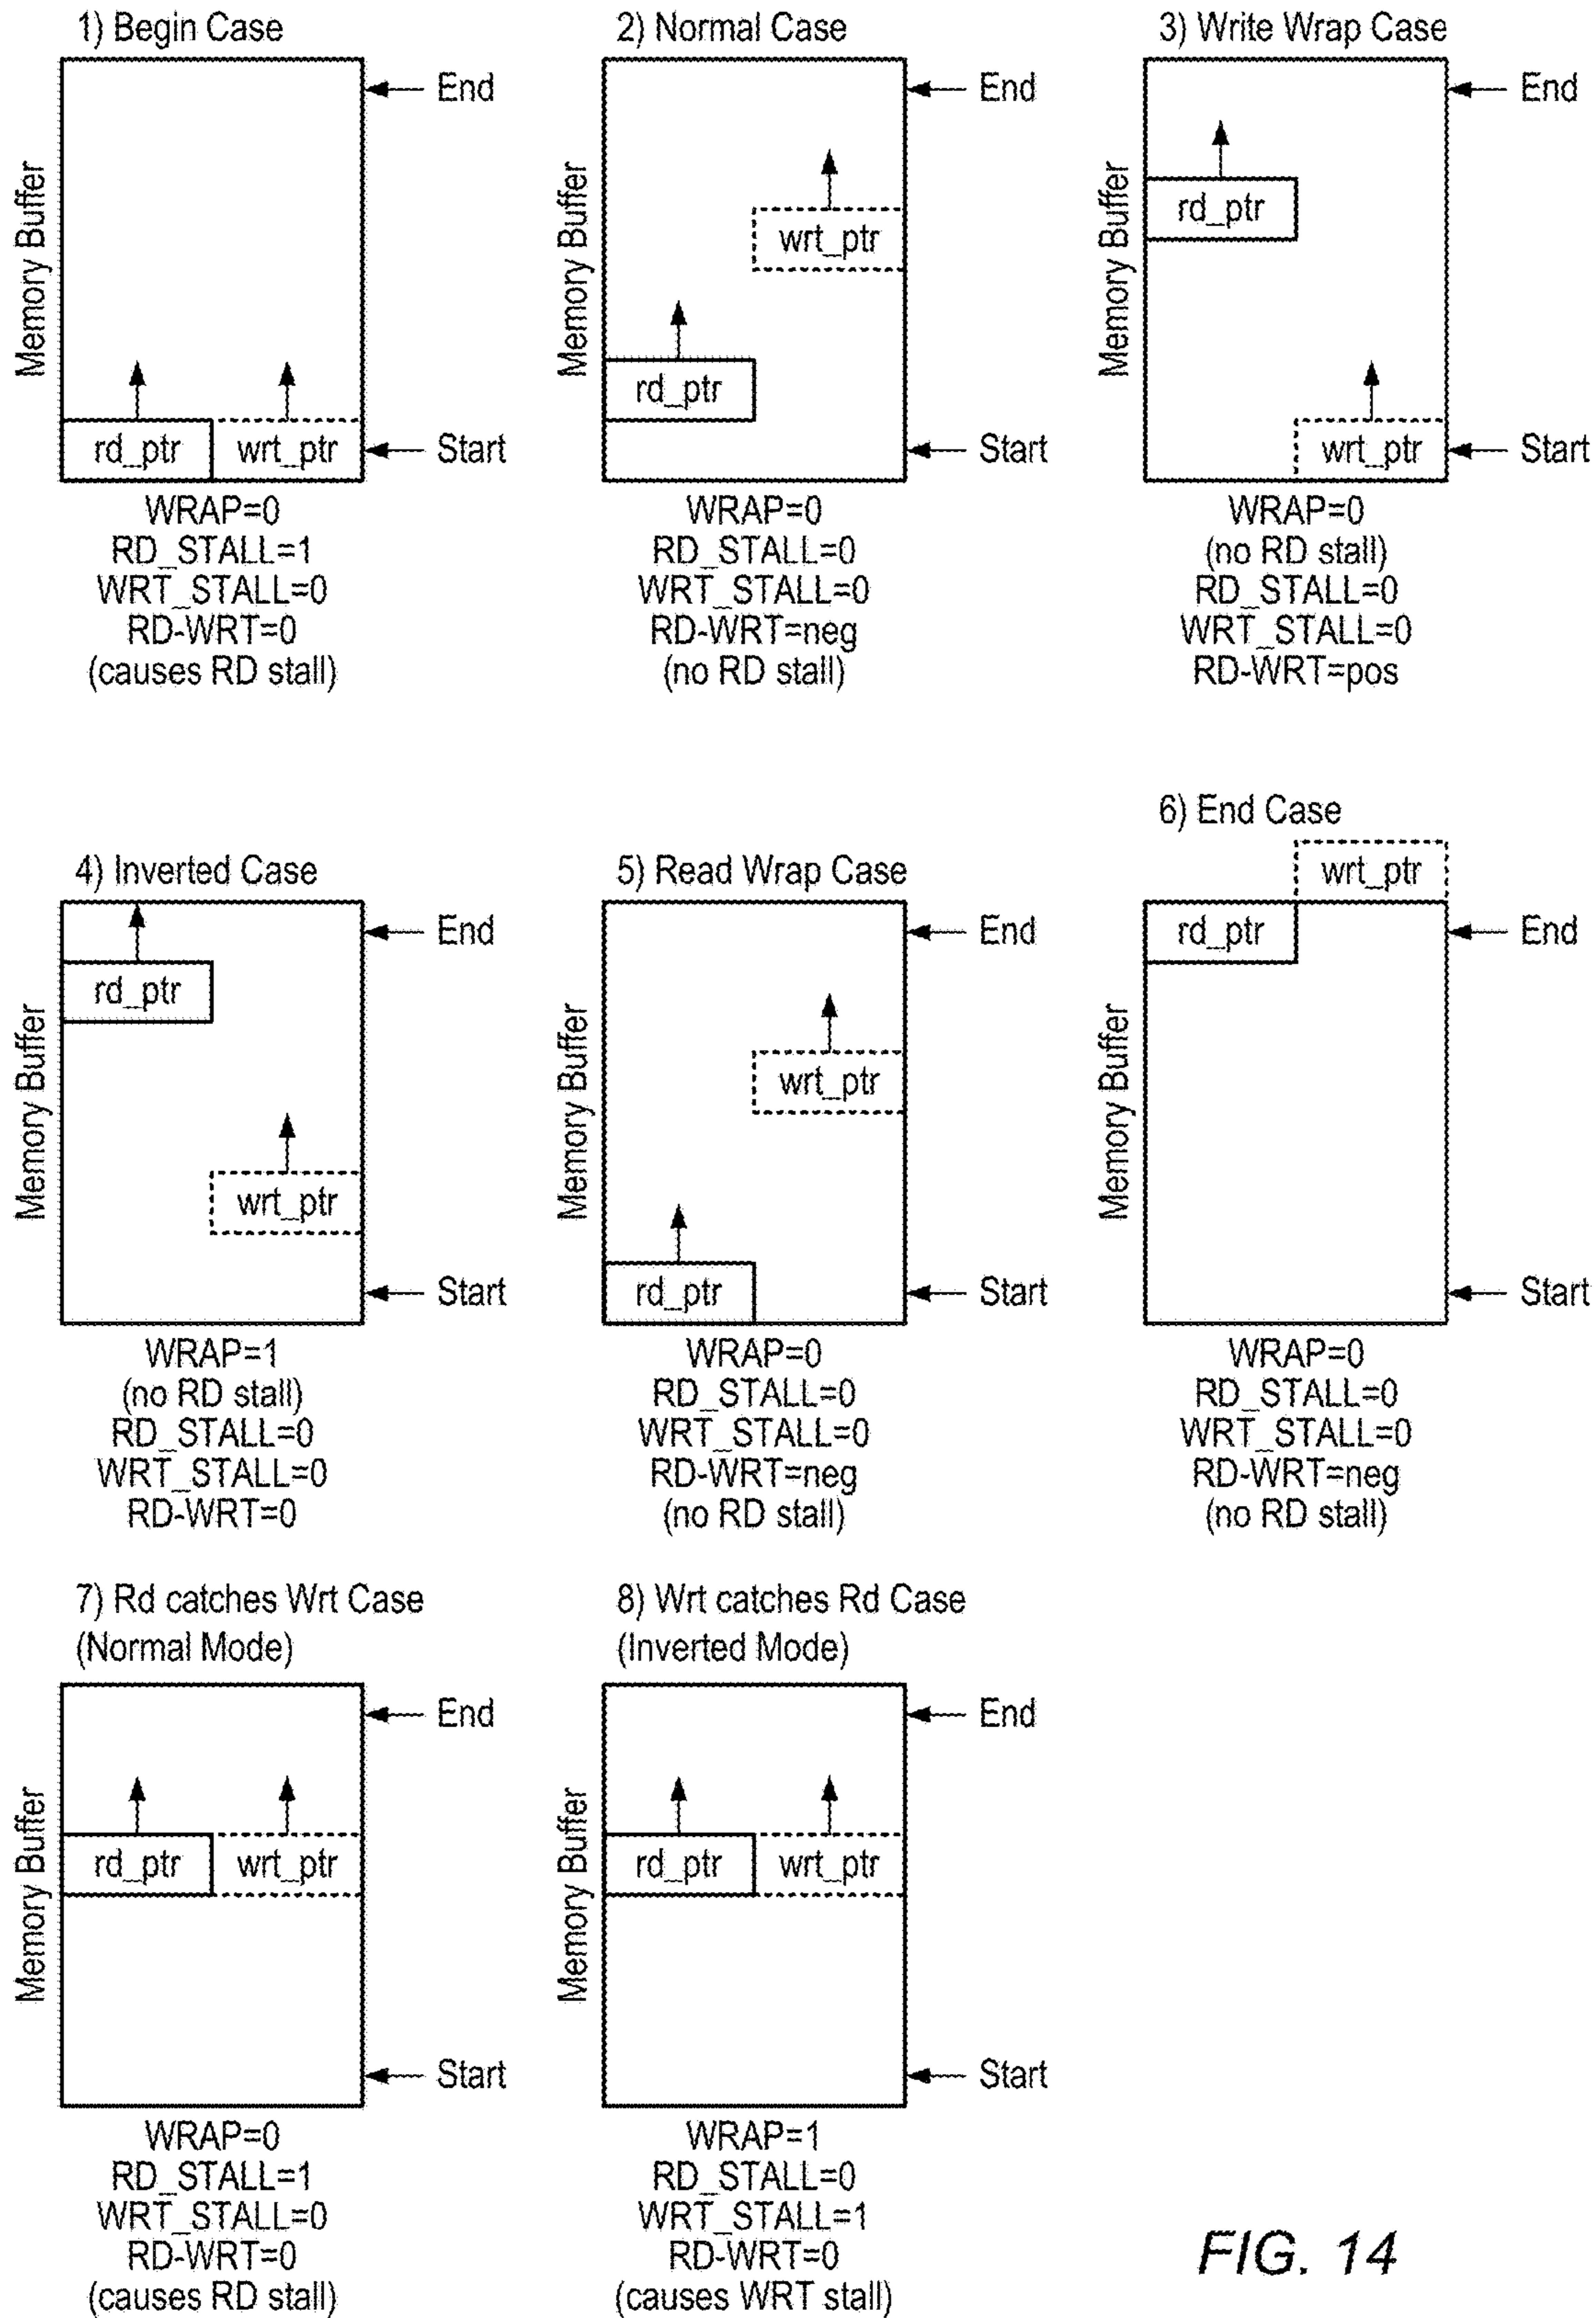 1) Begin Case
Memory Buffer
End
rd_ptr
wrt_ptr
Start
WRAP=0
RD_STALL=1
WRT_STALL=0
RD-WRT=0
(causes RD stall)
2) Normal Case
Memory Buffer
End
wrt_ptr
rd_ptr
Start
WRAP=0
RD_STALL=0
WRT_STALL=0
RD-WRT=neg
(no RD stall)
3) Write Wrap Case
Memory Buffer
End
rd_ptr
wrt_ptr
Start
WRAP=0
(no RD stall)
RD_STALL=0
WRT_STALL=0
RD-WRT=pos
4) Inverted Case
Memory Buffer
End
rd_ptr
wrt_ptr
Start
WRAP=1
(no RD stall)
RD_STALL=0
WRT_STALL=0
RD-WRT=0
5) Read Wrap Case
Memory Buffer
End
wrt_ptr
rd_ptr
Start
WRAP=0
RD_STALL=0
WRT_STALL=0
RD-WRT=neg
(no RD stall)
6) End Case
wrt_ptr
Memory Buffer
rd_ptr
End
Start
WRAP=0
RD_STALL=0
WRT_STALL=0
RD-WRT=neg
(no RD stall)
7) Rd catches Wrt Case
(Normal Mode)
Memory Buffer
End
rd_ptr
wrt_ptr
Start
WRAP=0
RD_STALL=1
WRT_STALL=0
RD-WRT=0
(causes RD stall)
8) Wrt catches Rd Case
(Inverted Mode)
Memory Buffer
End
rd_ptr
wrt_ptr
Start
WRAP=1
RD_STALL=0
WRT_STALL=1
RD-WRT=0
(causes WRT stall)
FIG. 14